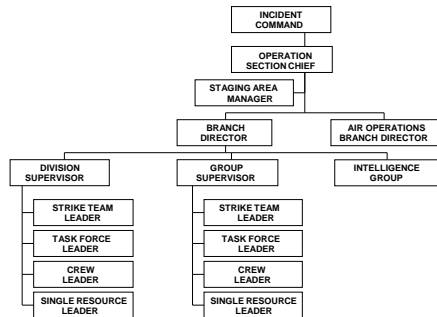 INCIDENT
COMMAND
OPERATION
SECTION CHIEF
STAGING AREA
MANAGER
BRANCH
DIRECTOR
AIR OPERATIONS
BRANCH DIRECTOR
DIVISION
SUPERVISOR
GROUP
SUPERVISOR
INTELLIGENCE
GROUP
STRIKE TEAM
LEADER
TASK FORCE
LEADER
CREW
LEADER
SINGLE RESOURCE
LEADER
STRIKE TEAM
LEADER
TASK FORCE
LEADER
CREW
LEADER
SINGLE RESOURCE
LEADER